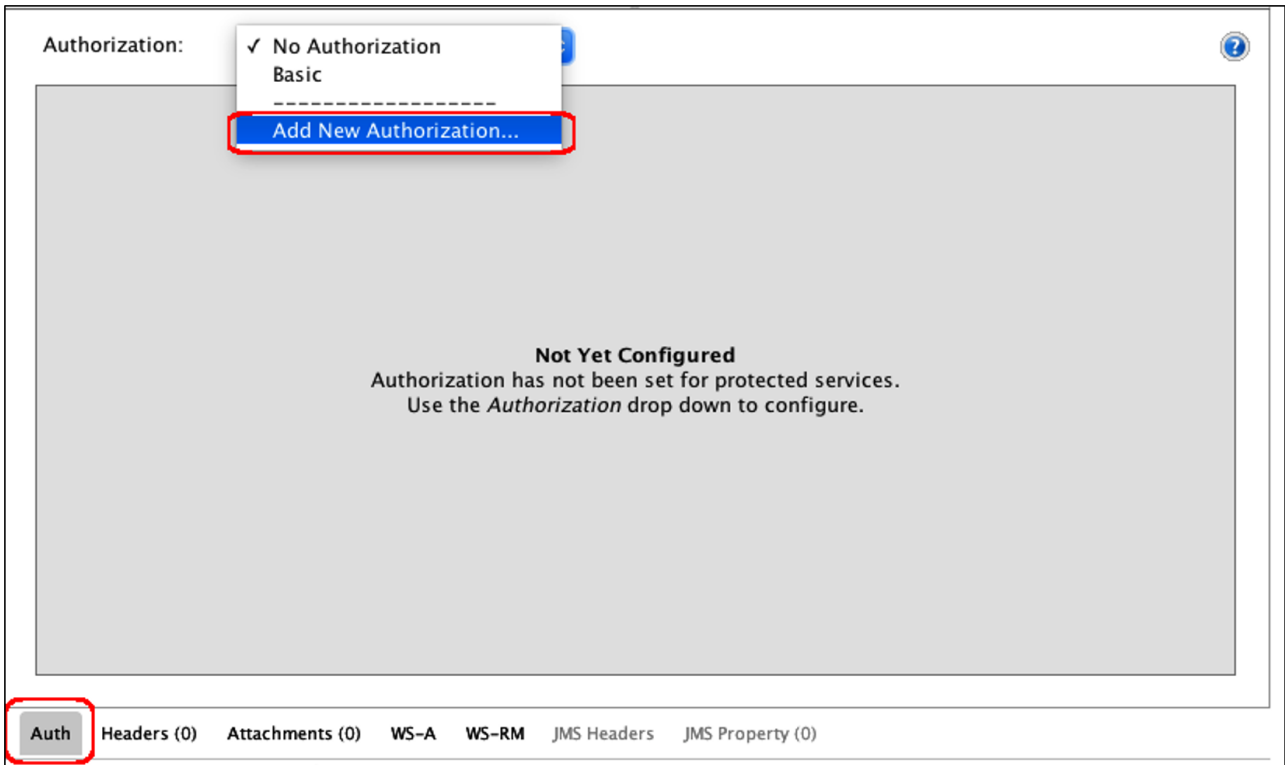 Authorization:
✓ No Authorization
Basic
------------------
Add New Authorization...
?
Not Yet Configured
Authorization has not been set for protected services.
Use the Authorization drop down to configure.
Auth Headers (0) Attachments (0) WS-A WS-RM JMS Headers JMS Property (0)